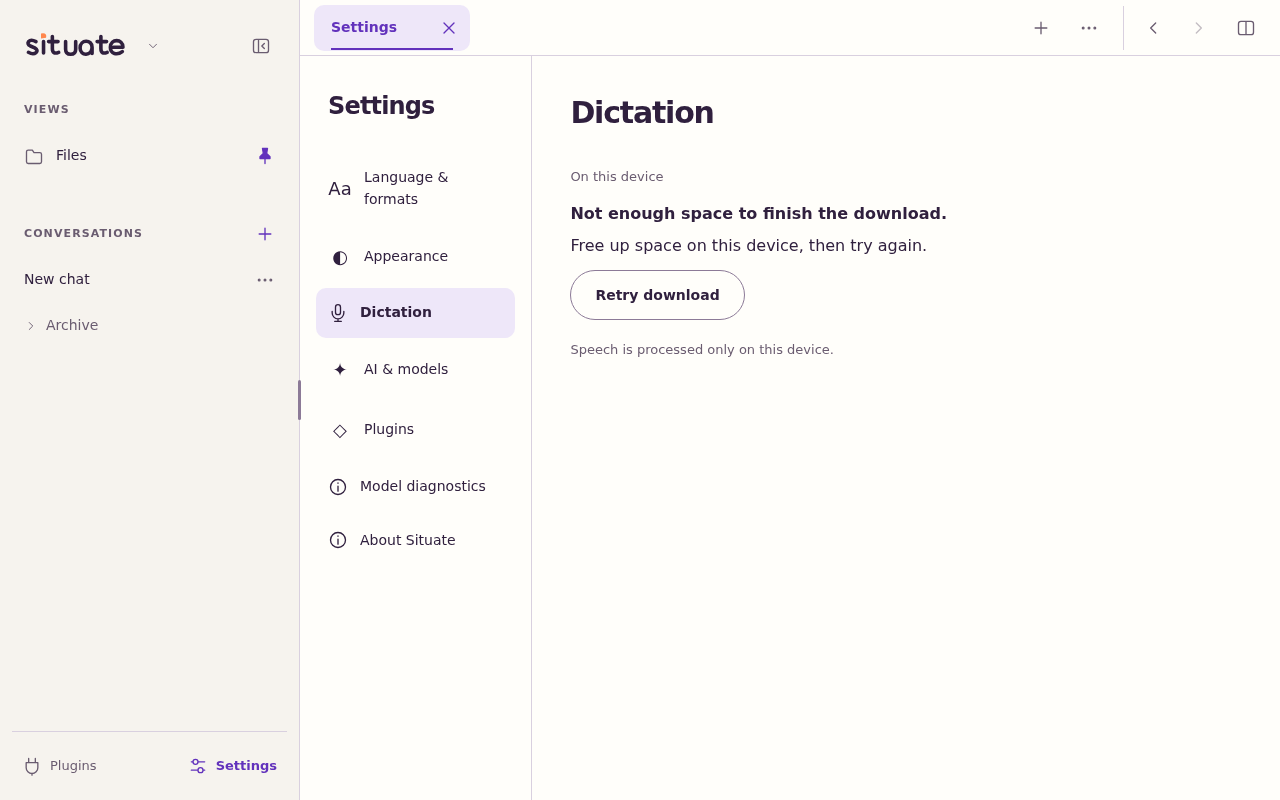 situate
VIEWS
Files
CONVERSATIONS
New chat
Archive
Plugins
Settings
Settings
Settings
Aa
Language &
formats
Appearance
Dictation
AI & models
Plugins
Model diagnostics
About Situate
Dictation
On this device
Not enough space to finish the download.
Free up space on this device, then try again.
Retry download
Speech is processed only on this device.